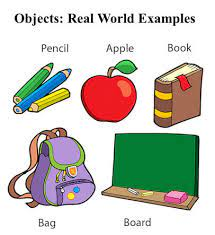 Objects: Real World Examples
Pencil Apple Book
Bag Board